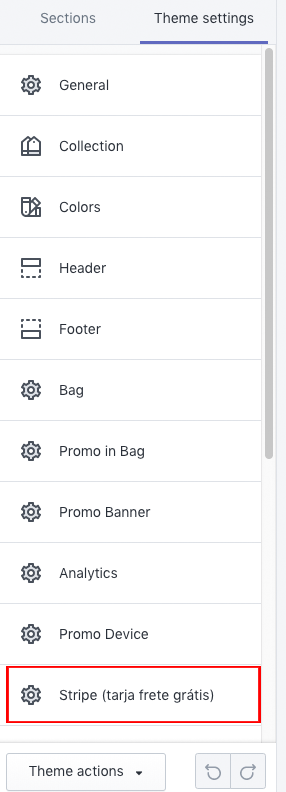 Sections Theme settings
General
Collection
Colors
Header
Footer
Bag
Promo in Bag
Promo Banner
Analytics
Promo Device
Stripe (tarja frete grátis)
Theme actions